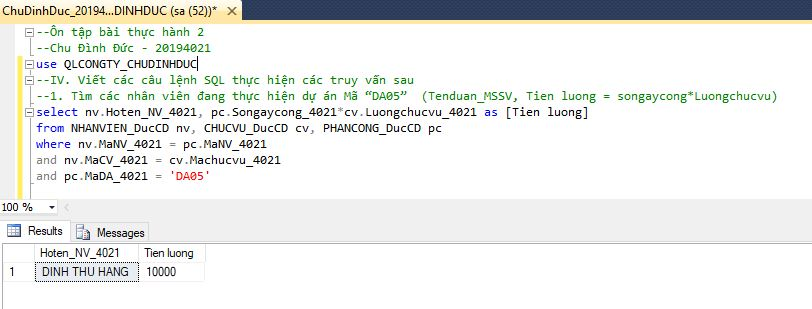 ChuDinhDuc_20194...DINHDUC (sa (52))*
--Ôn tập bài thực hành 2
--Chu Đình Đức - 20194021
use QLCONGTY_CHUDINHDUC
--IV. Viết các câu lệnh SQL thực hiện các truy vấn sau
--1. Tìm các nhân viên đang thực hiện dự án Mã “DA05” (Tenduan_MSSV, Tien luong = songaycong*Luongchucvu)
select nv.Hoten_NV_4021, pc.Songaycong_4021*cv.Luongchucvu_4021 as [Tien luong]
from NHANVIEN_DucCD nv, CHUCVU_DucCD cv, PHANCONG_DucCD pc
where nv.MaNV_4021 = pc.MaNV_4021
and nv.MaCV_4021 = cv.Machucvu_4021
and pc.MaDA_4021 = 'DA05'
100 %
Results Messages
Hoten_NV_4021 Tien luong
1 DINH THU HANG 10000